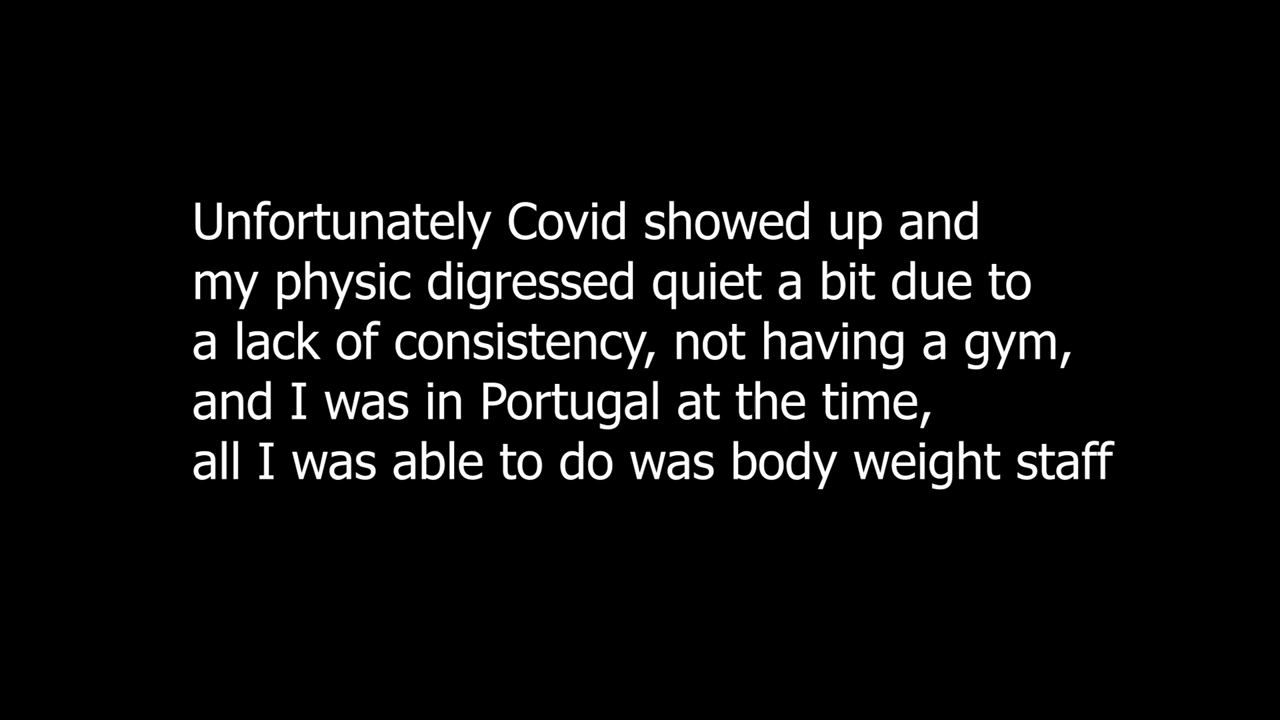 Unfortunately Covid showed up and
my physic digressed quiet a bit due to
a lack of consistency, not having a gym,
and I was in Portugal at the time,
all I was able to do was body weight staff